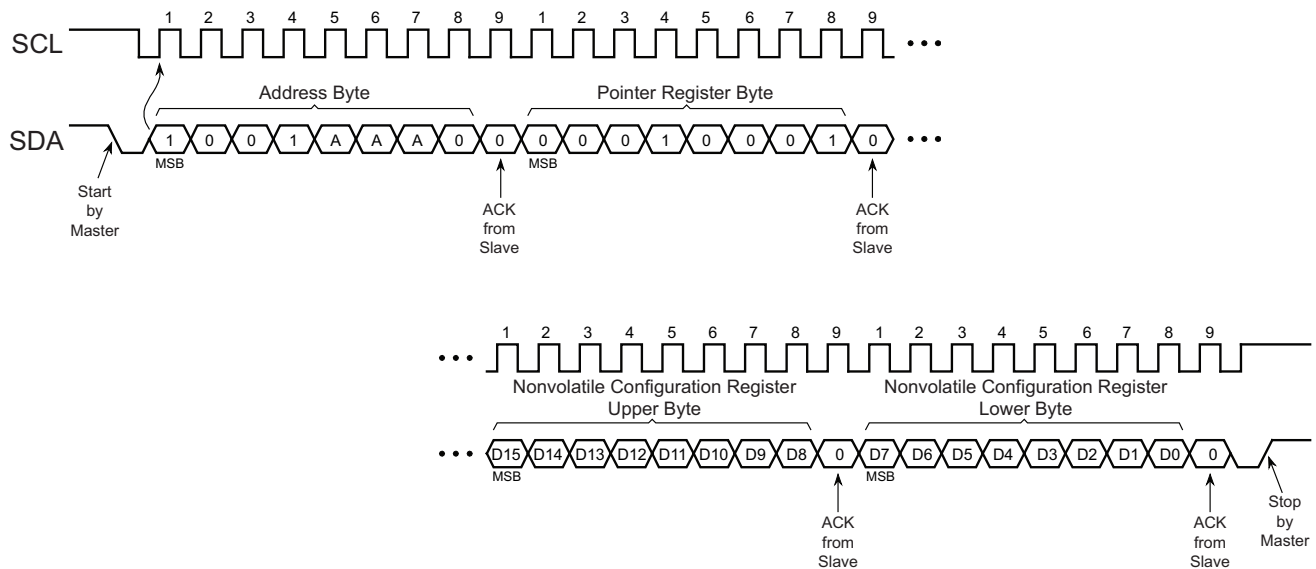 1 2 3 4 5 6 7 8 9 1 2 3 4 5 6 7 8 9
SCL
Address Byte Pointer Register Byte
SDA 1 0 0 1 A A A 0 0 0 0 0 1 0 0 0 1 0
MSB MSB
Start
by
Master
ACK
from
Slave
ACK
from
Slave
1 2 3 4 5 6 7 8 9 1 2 3 4 5 6 7 8 9
Nonvolatile Configuration Register
Upper Byte
Nonvolatile Configuration Register
Lower Byte
D15 D14 D13 D12 D11 D10 D9 D8 0 D7 D6 D5 D4 D3 D2 D1 D0 0
MSB MSB
ACK
from
Slave
ACK
from
Slave
Stop
by
Master